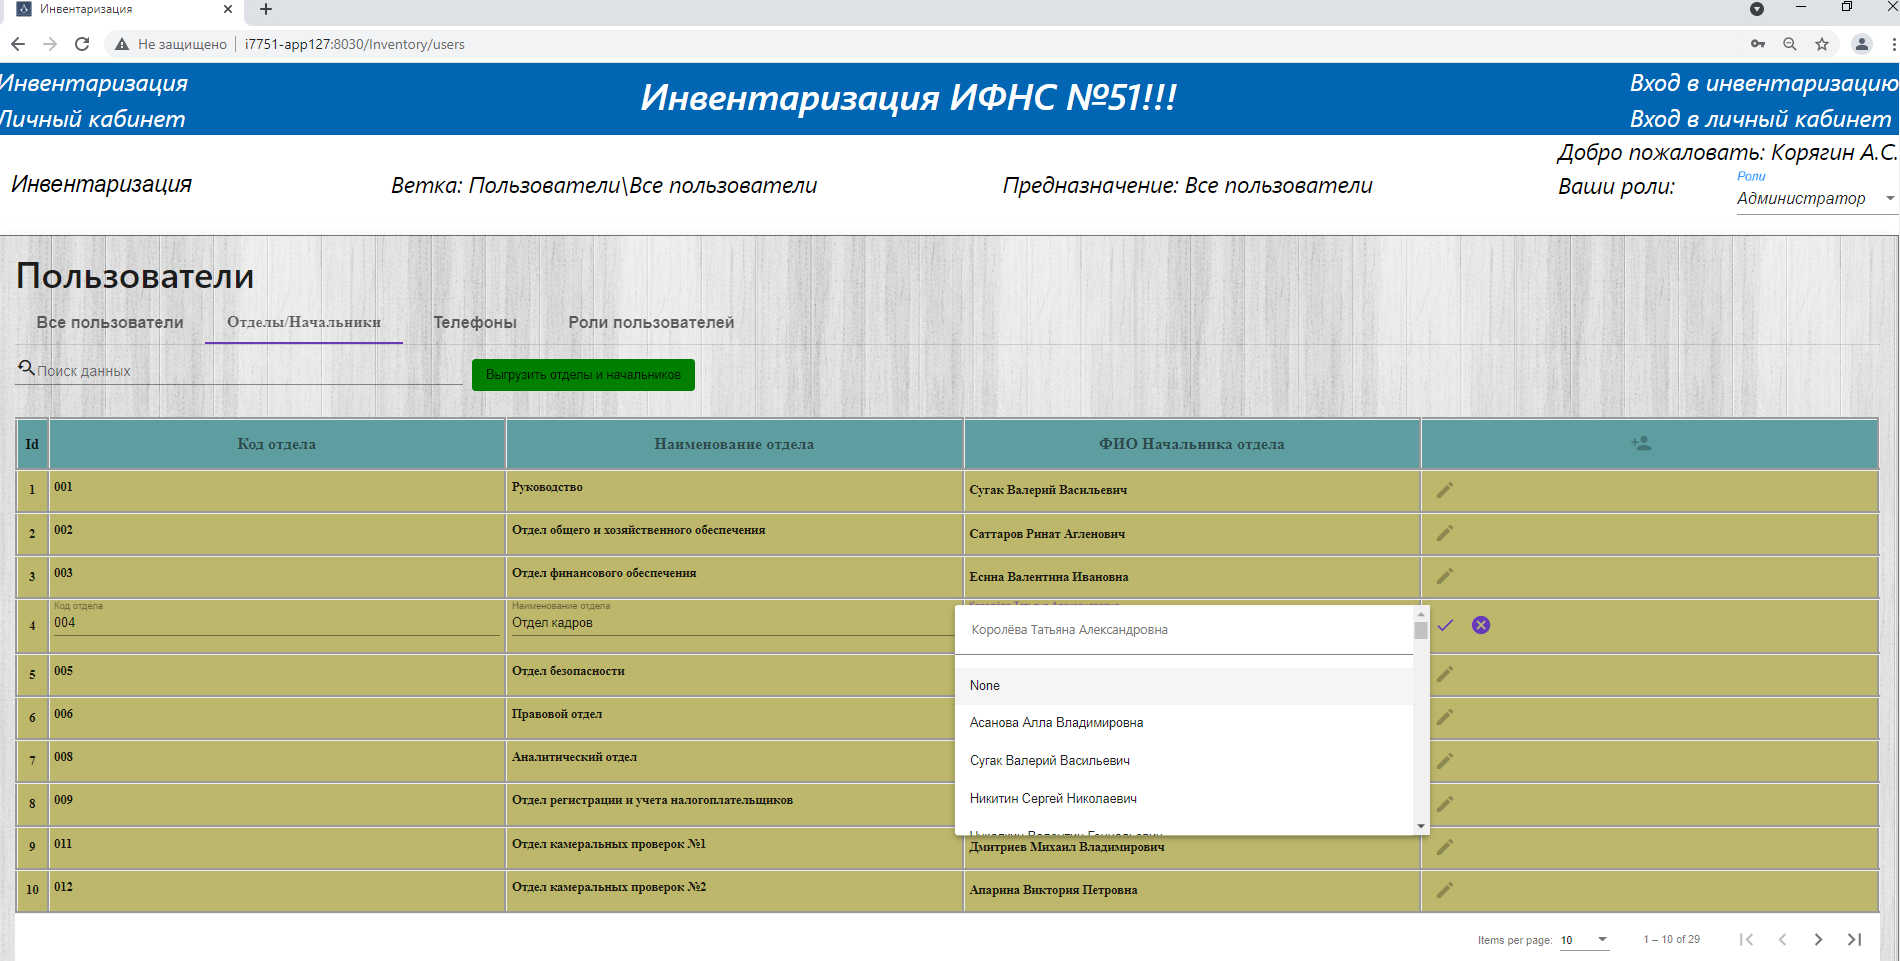 Инвентаризация
Не защищено i7751-app127:8030/Inventory/users
Инвентаризация
Личный кабинет
Инвентаризация ИФНС №51!!!
Вход в инвентаризацию
Вход в личный кабинет
Добро пожаловать: Корягин А.С.
Инвентаризация
Ветка: Пользователи\Все пользователи
Предназначение: Все пользователи
Ваши роли:
Роли
Администратор
Пользователи
Все пользователи Отделы/Начальники Телефоны Роли пользователей
Поиск данных
Выгрузить отделы и начальников
Id Код отдела Наименование отдела ФИО Начальника отдела
1 001 Руководство Сугак Валерий Васильевич
2 002 Отдел общего и хозяйственного обеспечения Саттаров Ринат Агленович
3 003 Отдел финансового обеспечения Есина Валентина Ивановна
Код отдела Наименование отдела
4 004 Отдел кадров
Королёва Татьяна Александровна
None
Асанова Алла Владимировна
Сугак Валерий Васильевич
Никитин Сергей Николаевич
5 005 Отдел безопасности
6 006 Правовой отдел
7 008 Аналитический отдел
8 009 Отдел регистрации и учета налогоплательщиков
9 011 Отдел камеральных проверок №1 Дмитриев Михаил Владимирович
10 012 Отдел камеральных проверок №2 Апарина Виктория Петровна
Items per page: 10 1 – 10 of 29